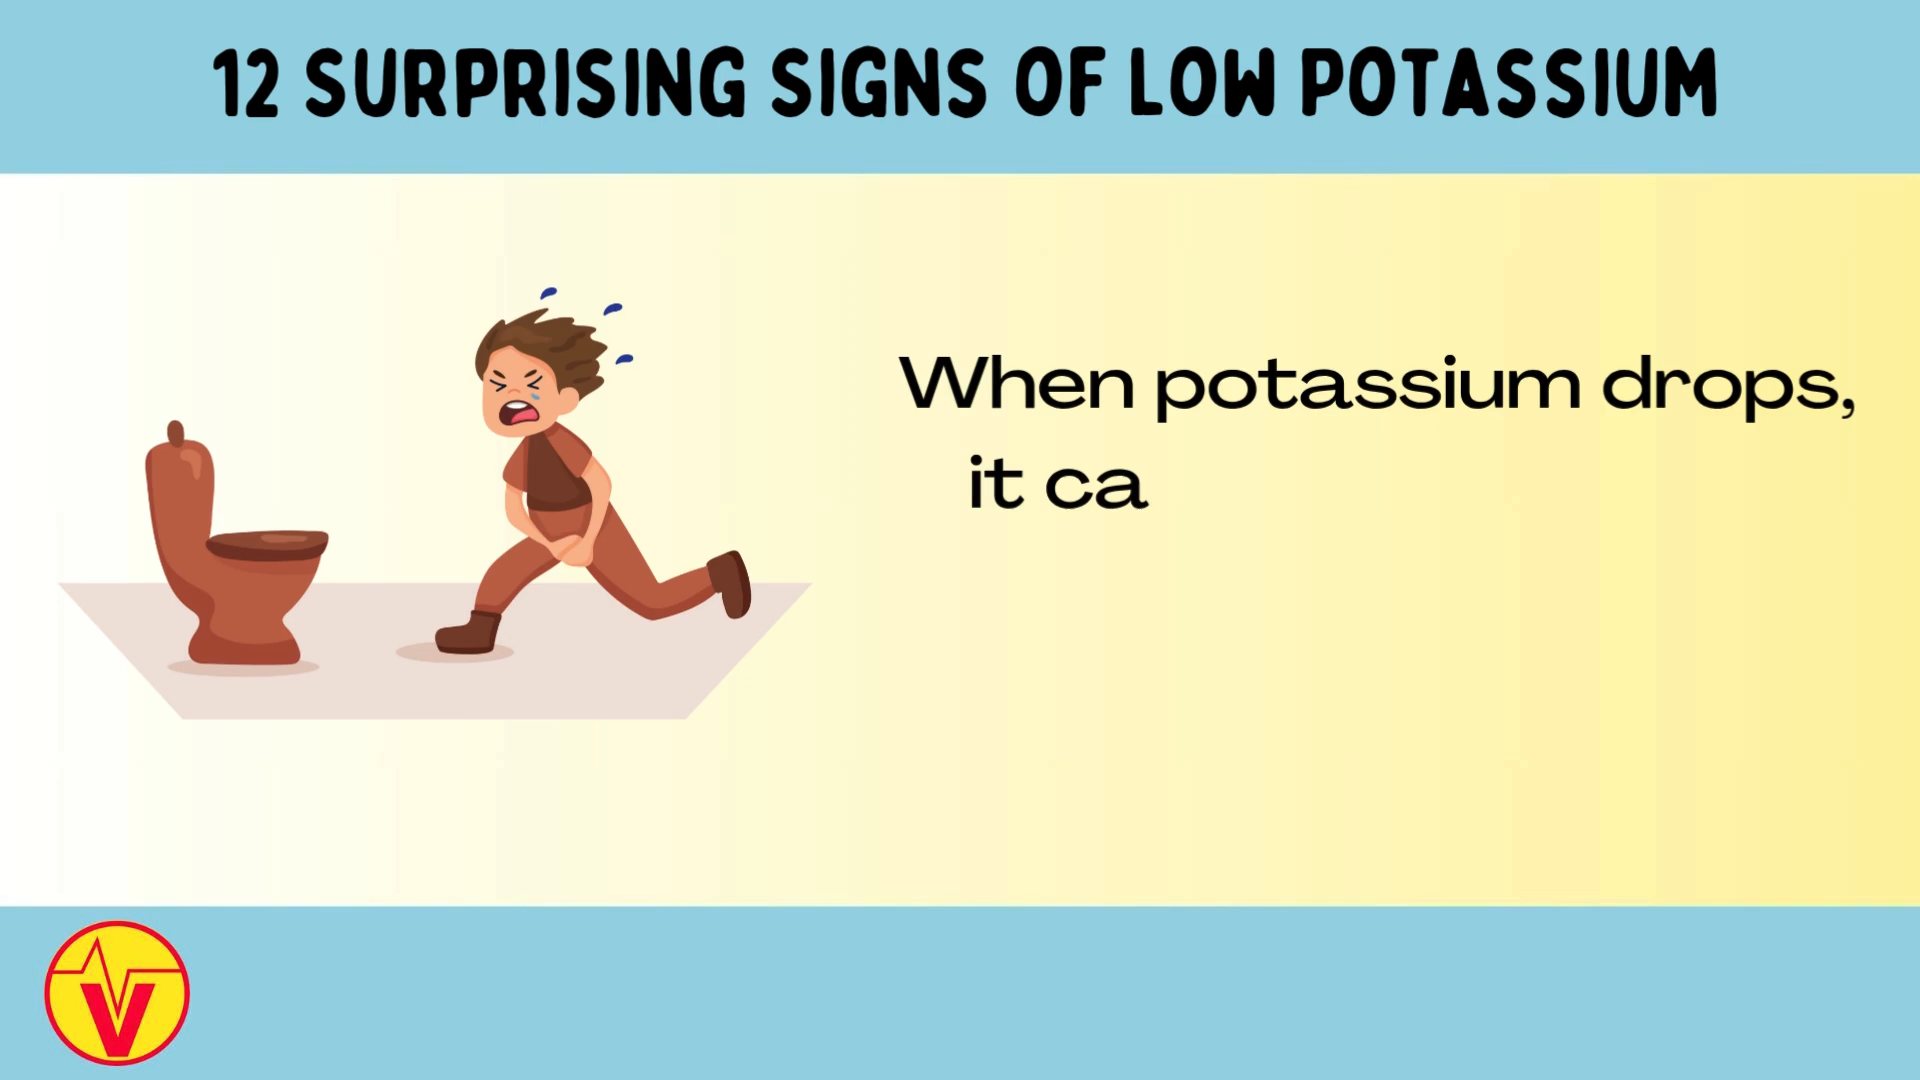 12 SURPRISING SIGNS OF LOW POTASSIUM
When potassium drops,
it ca
V